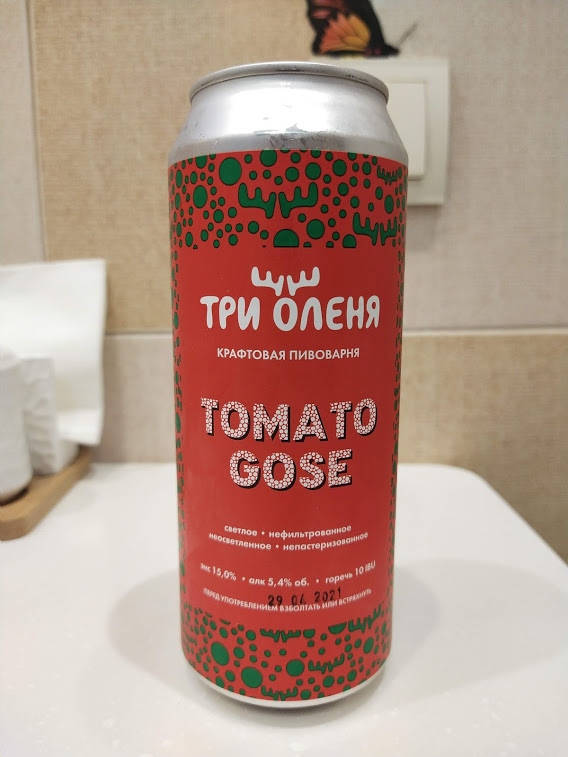 ТРИ ОЛЕНЯ
КРАФТОВАЯ ПИВОВАРНЯ
TOMATO
GOSE
светлое • нефильтрованное
неосветленное • непастеризованное
энс 15,0% • алк 5,4% об. • горечь 10 IBU
29 04 2021
ПЕРЕД УПОТРЕБЛЕНИЕМ ВЗБОЛТАТЬ ИЛИ ВСТРЯХНУТЬ